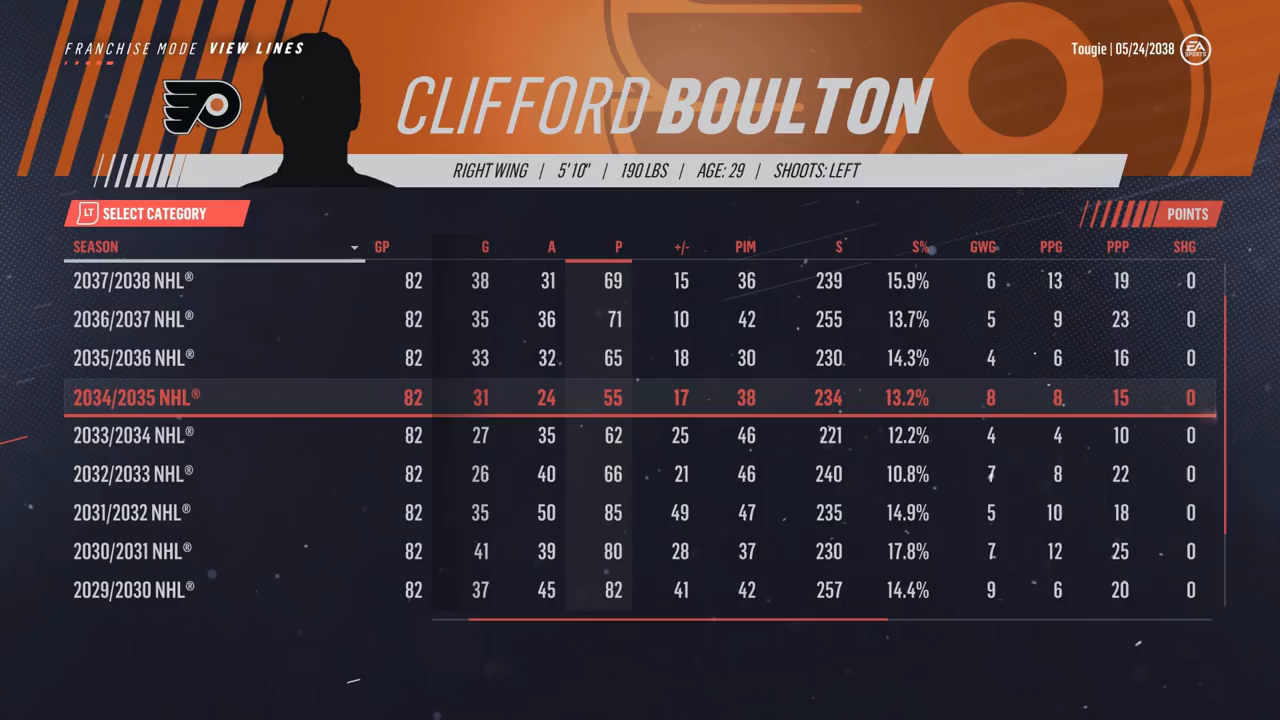 FRANCHISE MODE VIEW LINES
Tougie | 05/24/2038 EA SPORTS
CLIFFORD BOULTON
RIGHT WING | 5' 10" | 190 LBS | AGE: 29 | SHOOTS: LEFT
LT SELECT CATEGORY
POINTS
SEASON GP G A P +/- PIM S S% GWG PPG PPP SHG
2037/2038 NHL® 82 38 31 69 15 36 239 15.9% 6 13 19 0
2036/2037 NHL® 82 35 36 71 10 42 255 13.7% 5 9 23 0
2035/2036 NHL® 82 33 32 65 18 30 230 14.3% 4 6 16 0
2034/2035 NHL® 82 31 24 55 17 38 234 13.2% 8 8 15 0
2033/2034 NHL® 82 27 35 62 25 46 221 12.2% 4 4 10 0
2032/2033 NHL® 82 26 40 66 21 46 240 10.8% 7 8 22 0
2031/2032 NHL® 82 35 50 85 49 47 235 14.9% 5 10 18 0
2030/2031 NHL® 82 41 39 80 28 37 230 17.8% 7 12 25 0
2029/2030 NHL® 82 37 45 82 41 42 257 14.4% 9 6 20 0